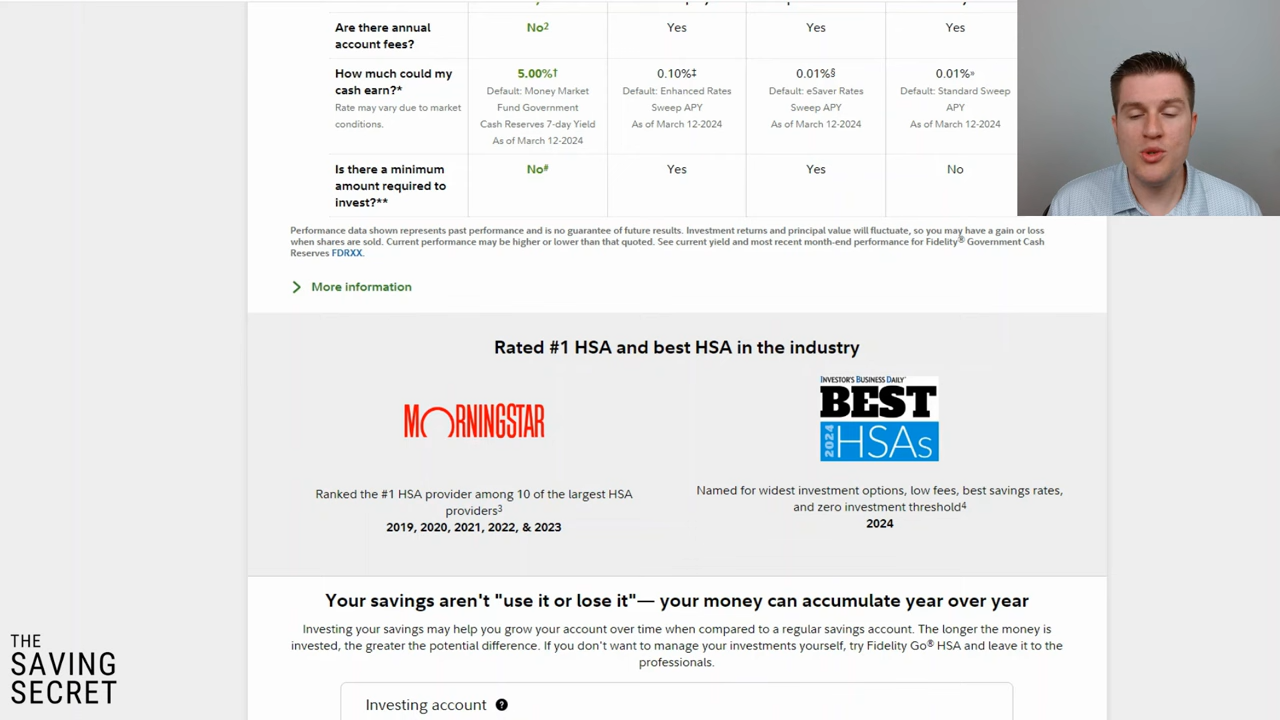 Are there annual account fees?
No2
Yes
Yes
Yes
How much could my cash earn?*
Rate may vary due to market conditions.
5.00%†
Default: Money Market
Fund Government
Cash Reserves 7-day Yield
As of March 12-2024
0.10%‡
Default: Enhanced Rates
Sweep APY
As of March 12-2024
0.01%§
Default: eSaver Rates
Sweep APY
As of March 12-2024
0.01%»
Default: Standard Sweep
APY
As of March 12-2024
Is there a minimum
amount required to
invest?**
No#
Yes
Yes
No
Performance data shown represents past performance and is no guarantee of future results. Investment returns and principal value will fluctuate, so you may have a gain or loss
when shares are sold. Current performance may be higher or lower than that quoted. See current yield and most recent month-end performance for Fidelity® Government Cash
Reserves FDRXX.
More information
Rated #1 HSA and best HSA in the industry
MORNINGSTAR
INVESTOR'S BUSINESS DAILY
BEST
2024 HSAs
Ranked the #1 HSA provider among 10 of the largest HSA
providers3
2019, 2020, 2021, 2022, & 2023
Named for widest investment options, low fees, best savings rates,
and zero investment threshold4
2024
Your savings aren't "use it or lose it"— your money can accumulate year over year
Investing your savings may help you grow your account over time when compared to a regular savings account. The longer the money is
invested, the greater the potential difference. If you don't want to manage your investments yourself, try Fidelity Go® HSA and leave it to the
professionals.
Investing account ?
THE
SAVING
SECRET